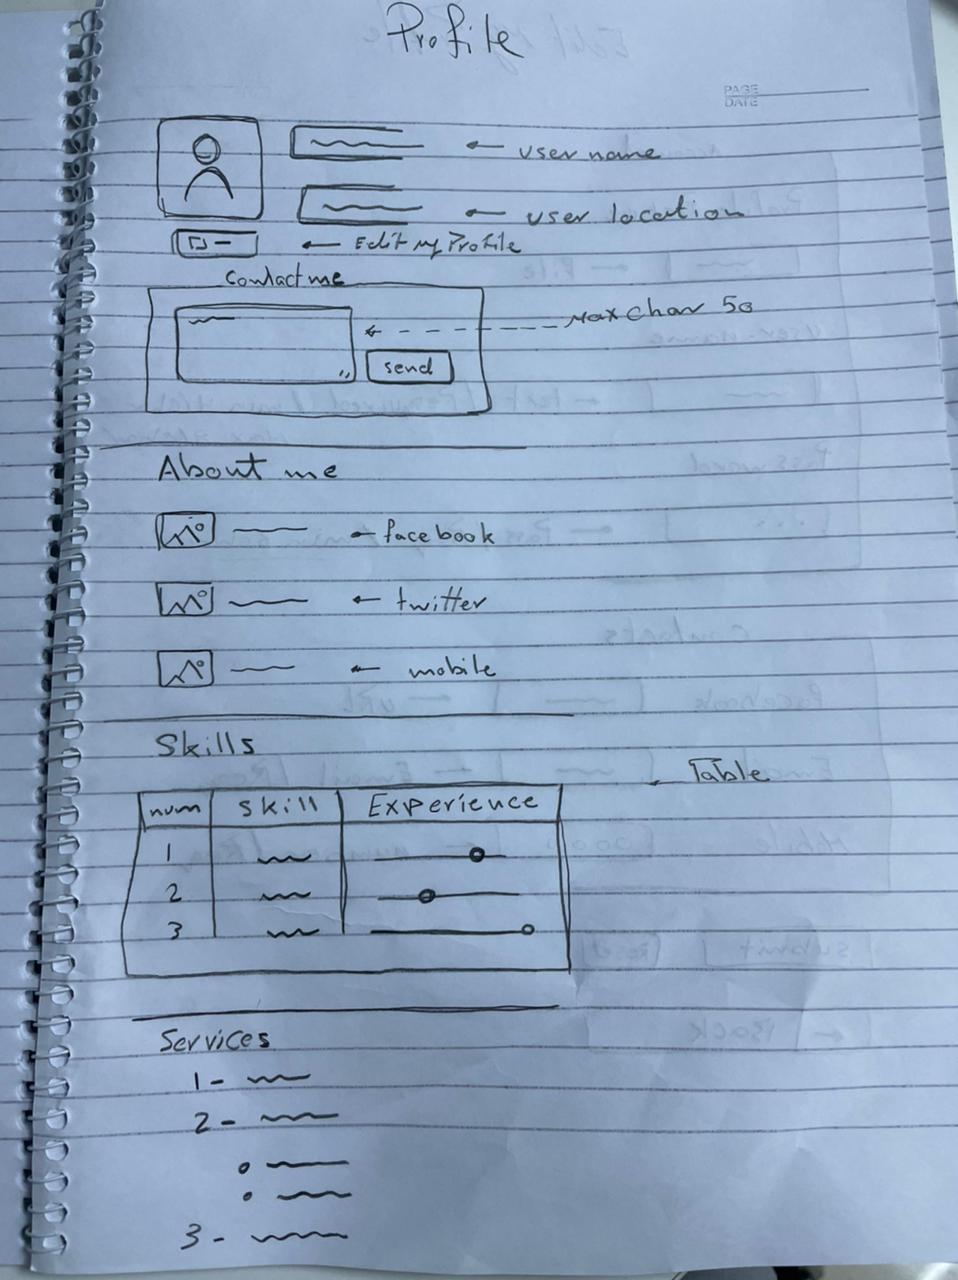 Profile
PAGE
DATE
user name
user location
Edit My Profile
Contact me
Max Char 50
send
About me
facebook
twitter
mobile
Skills
Table
num Skill Experience
1
2
3
Services
1-
2-
3-